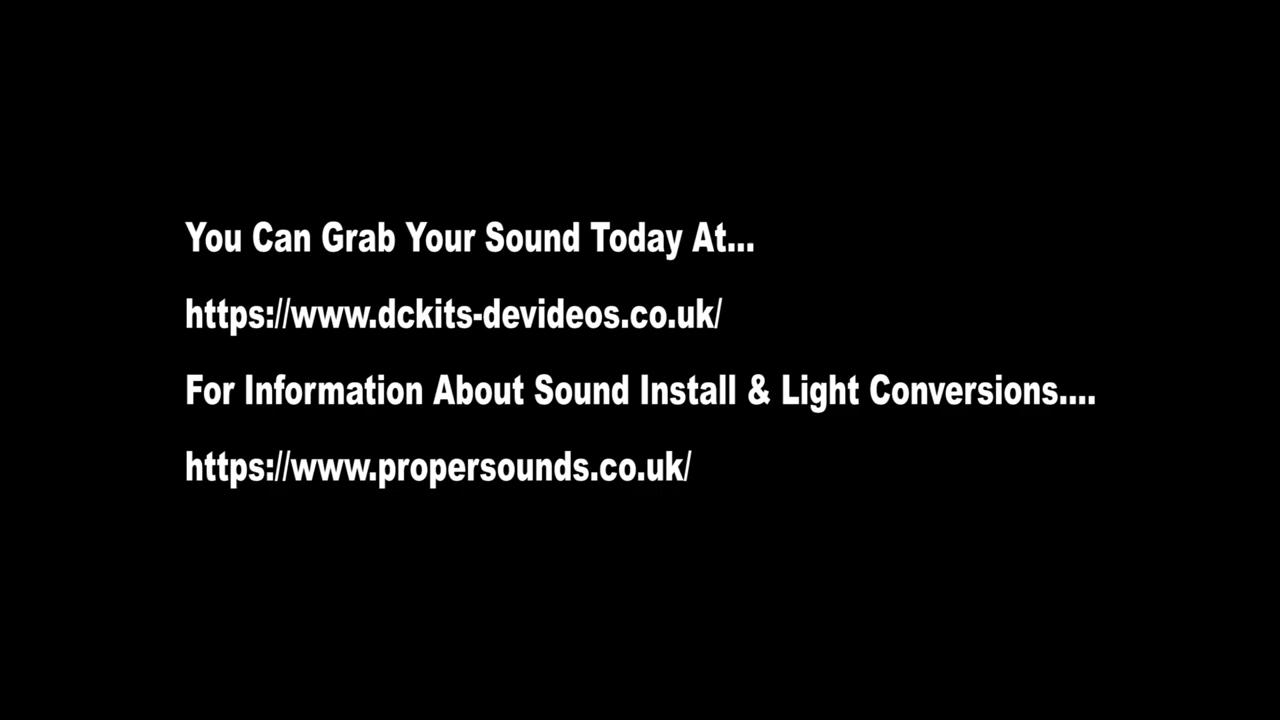 You Can Grab Your Sound Today At...
https://www.dckits-devideos.co.uk/
For Information About Sound Install & Light Conversions....
https://www.propersounds.co.uk/